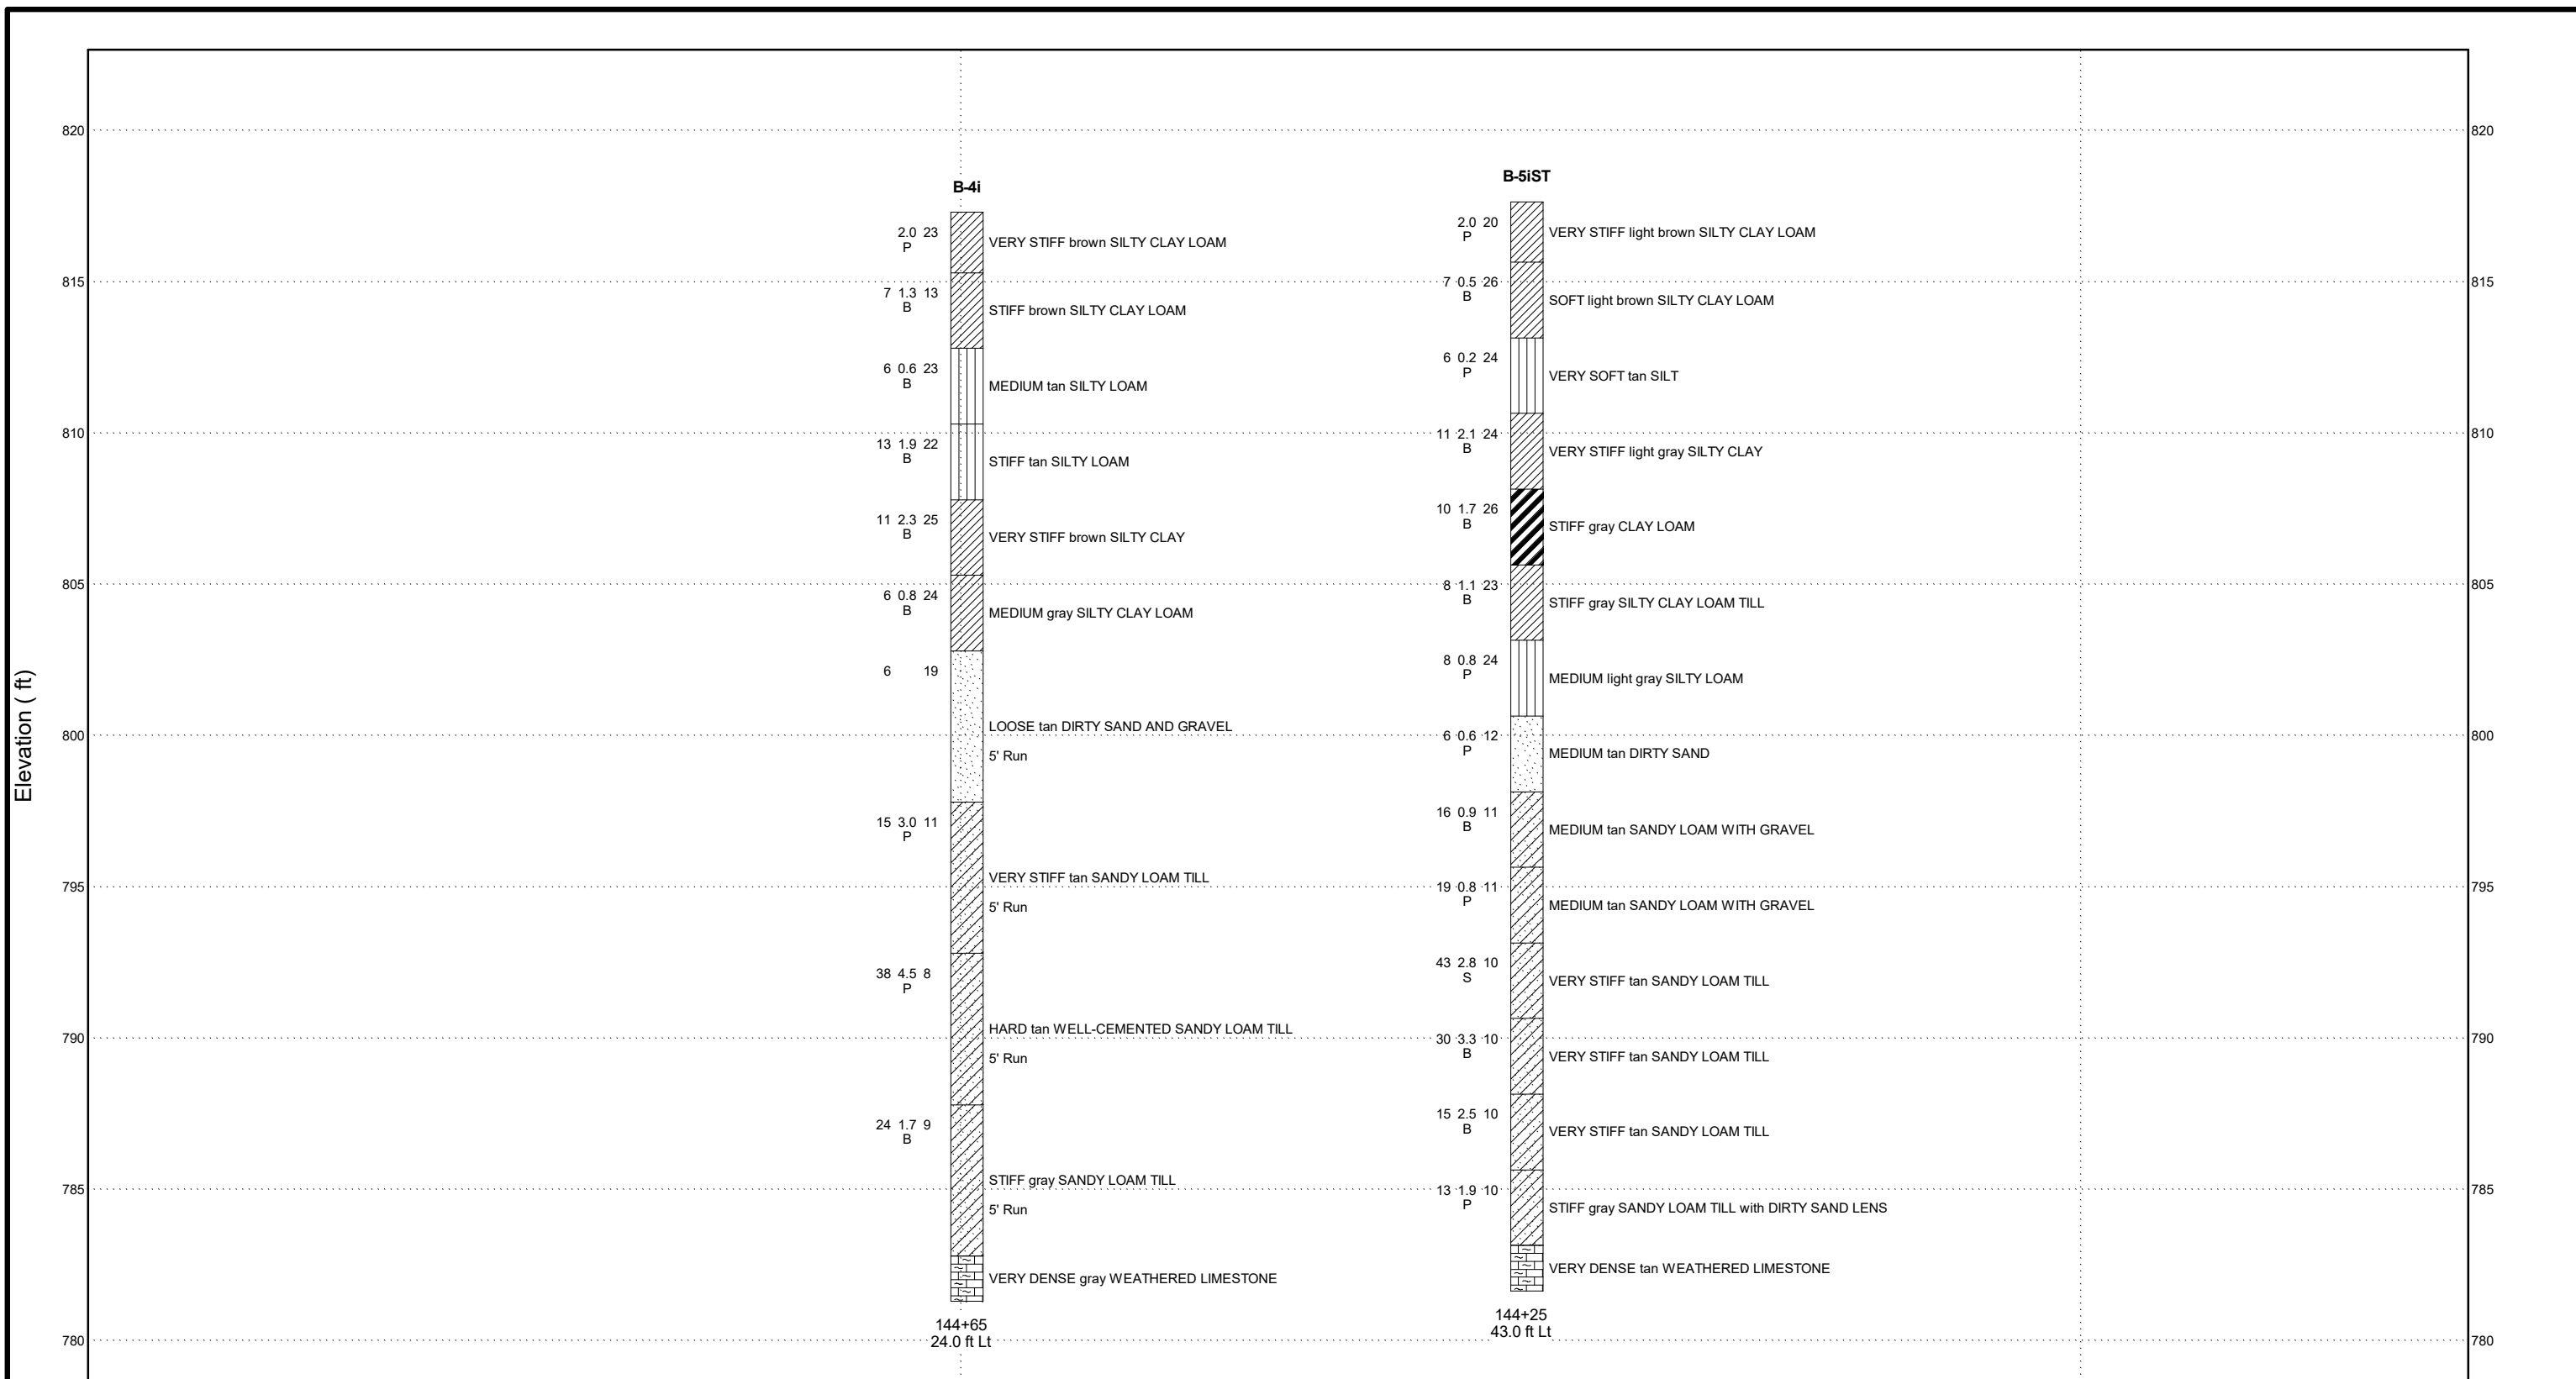 820
820
B-4i
B-5iST
2.0 23
P
VERY STIFF brown SILTY CLAY LOAM
2.0 20
P
VERY STIFF light brown SILTY CLAY LOAM
815
815
7 1.3 13
B
STIFF brown SILTY CLAY LOAM
7 0.5 26
B
SOFT light brown SILTY CLAY LOAM
6 0.6 23
B
MEDIUM tan SILTY LOAM
6 0.2 24
P
VERY SOFT tan SILT
810
810
13 1.9 22
B
STIFF tan SILTY LOAM
11 2.1 24
B
VERY STIFF light gray SILTY CLAY
11 2.3 25
B
VERY STIFF brown SILTY CLAY
10 1.7 26
B
STIFF gray CLAY LOAM
805
805
6 0.8 24
B
MEDIUM gray SILTY CLAY LOAM
8 1.1 23
B
STIFF gray SILTY CLAY LOAM TILL
6 19
LOOSE tan DIRTY SAND AND GRAVEL
5' Run
8 0.8 24
P
MEDIUM light gray SILTY LOAM
Elevation ( ft)
800
800
6 0.6 12
P
MEDIUM tan DIRTY SAND
15 3.0 11
P
VERY STIFF tan SANDY LOAM TILL
5' Run
16 0.9 11
B
MEDIUM tan SANDY LOAM WITH GRAVEL
795
795
19 0.8 11
P
MEDIUM tan SANDY LOAM WITH GRAVEL
38 4.5 8
P
HARD tan WELL-CEMENTED SANDY LOAM TILL
5' Run
43 2.8 10
S
VERY STIFF tan SANDY LOAM TILL
790
790
30 3.3 10
B
VERY STIFF tan SANDY LOAM TILL
24 1.7 9
B
STIFF gray SANDY LOAM TILL
5' Run
15 2.5 10
B
VERY STIFF tan SANDY LOAM TILL
785
785
13 1.9 10
P
STIFF gray SANDY LOAM TILL with DIRTY SAND LENS
VERY DENSE gray WEATHERED LIMESTONE
VERY DENSE tan WEATHERED LIMESTONE
144+65
24.0 ft Lt
144+25
43.0 ft Lt
780
780